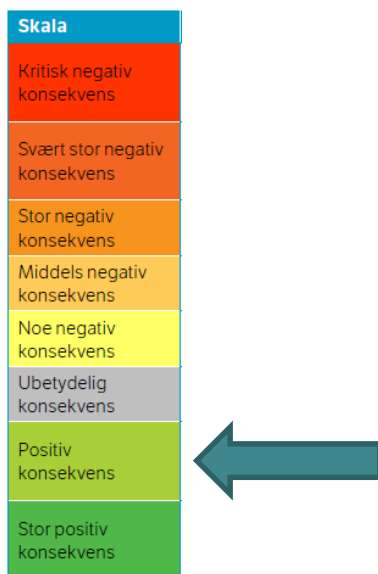 Skala
Kritisk negativ
konsekvens
Svært stor negativ
konsekvens
Stor negativ
konsekvens
Middels negativ
konsekvens
Noe negativ
konsekvens
Ubetydelig
konsekvens
Positiv
konsekvens
Stor positiv
konsekvens